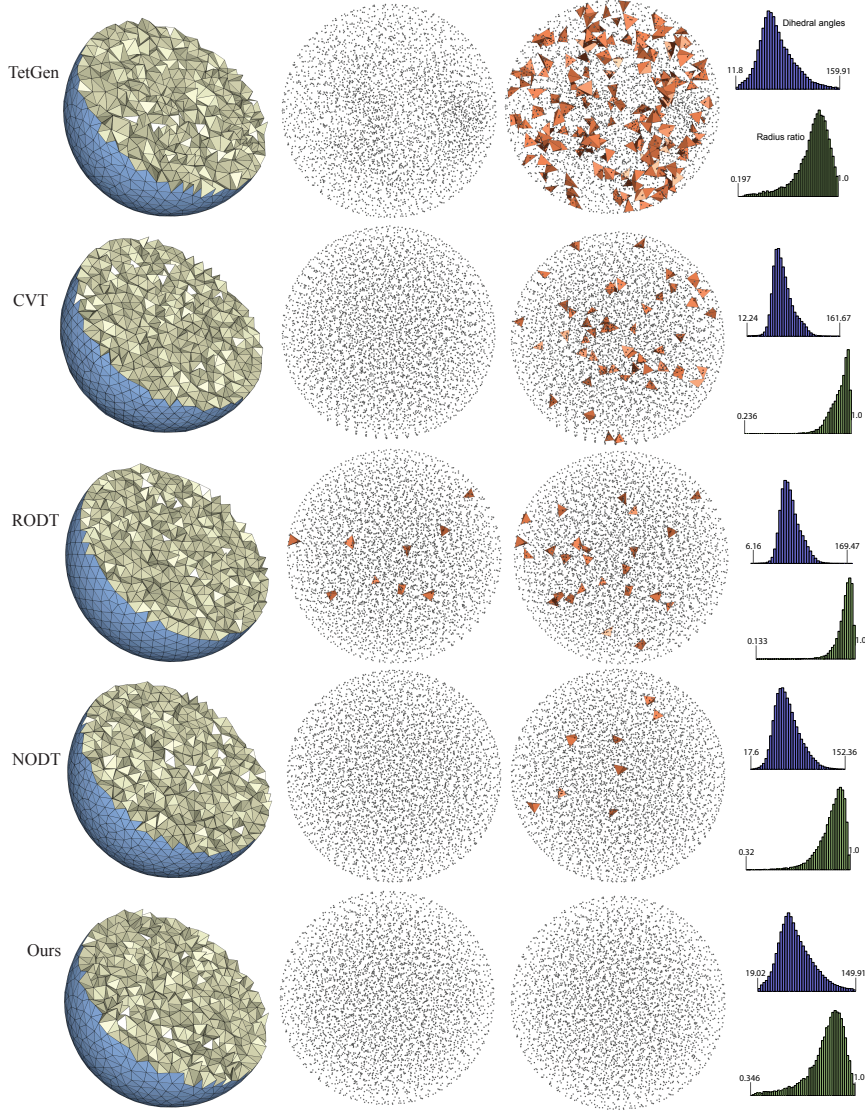 TetGen
Dihedral angles
11.8
159.91
Radius ratio
0.197
1.0
CVT
12.24
161.67
0.236
1.0
RODT
6.16
169.47
0.133
1.0
NODT
17.6
152.36
0.32
1.0
Ours
19.02
149.91
0.346
1.0